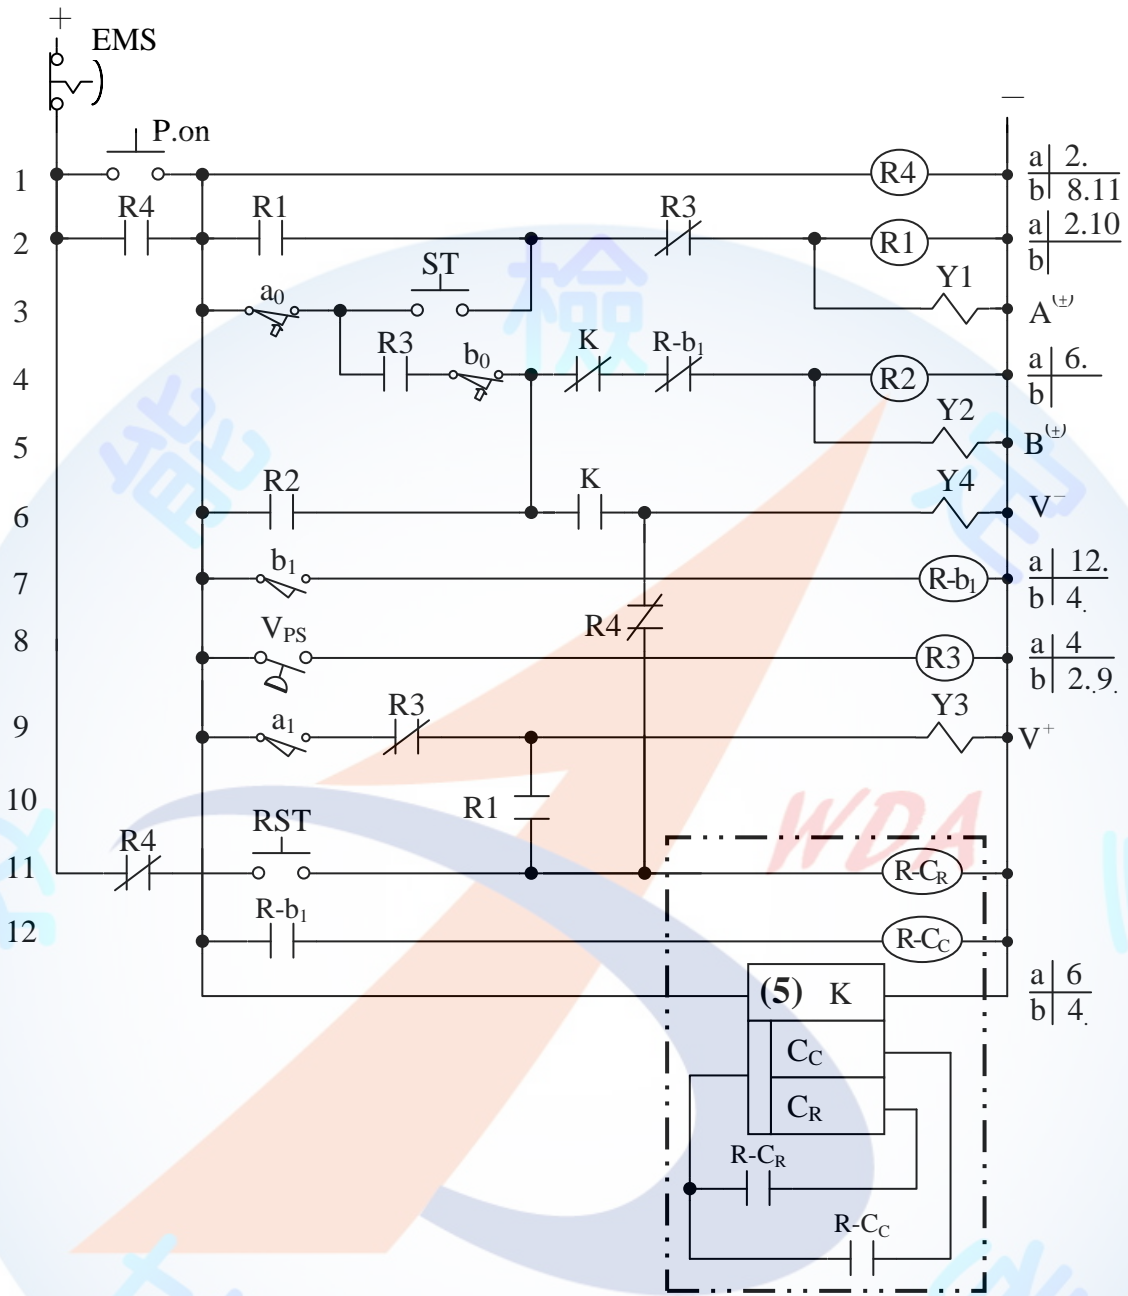 +
EMS
—
P.on
1
R4
a 2.
b 8.11
R4
R1
R3
2
R1
a 2.10
b
ST
a0
Y1
3
A(±)
R3
b0
K
R-b1
4
R2
a 6.
b
Y2
5
B(±)
R2
K
Y4
6
V−
b1
7
R-b1
a 12.
b 4.
R4
VPS
8
R3
a 4
b 2.9.
a1
R3
Y3
9
V+
10
R1
WDA
R4
RST
11
R-CR
R-b1
12
R-CC
(5) K
a 6
b 4.
CC
CR
R-CR
R-CC
檢
能